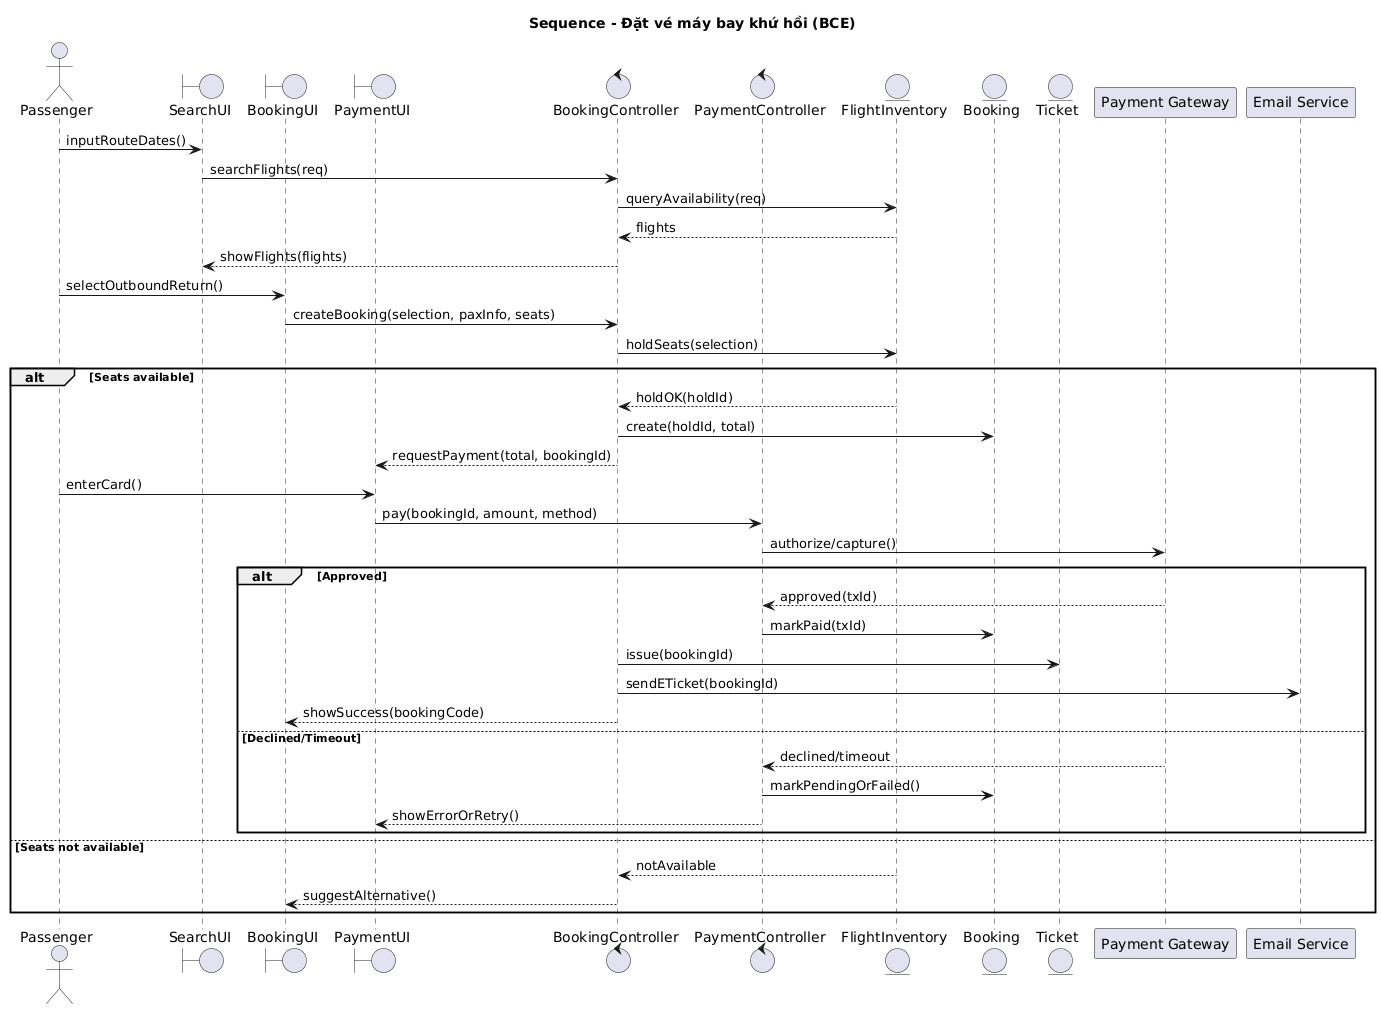 Sequence - Đặt vé máy bay khứ hồi (BCE)
Passenger SearchUI BookingUI PaymentUI BookingController PaymentController FlightInventory Booking Ticket Payment Gateway Email Service
inputRouteDates()
searchFlights(req)
queryAvailability(req)
flights
showFlights(flights)
selectOutboundReturn()
createBooking(selection, paxInfo, seats)
holdSeats(selection)
alt [Seats available]
holdOK(holdId)
create(holdId, total)
requestPayment(total, bookingId)
enterCard()
pay(bookingId, amount, method)
authorize/capture()
alt [Approved]
approved(txId)
markPaid(txId)
issue(bookingId)
sendETicket(bookingId)
showSuccess(bookingCode)
[Declined/Timeout]
declined/timeout
markPendingOrFailed()
showErrorOrRetry()
[Seats not available]
notAvailable
suggestAlternative()
Passenger SearchUI BookingUI PaymentUI BookingController PaymentController FlightInventory Booking Ticket Payment Gateway Email Service